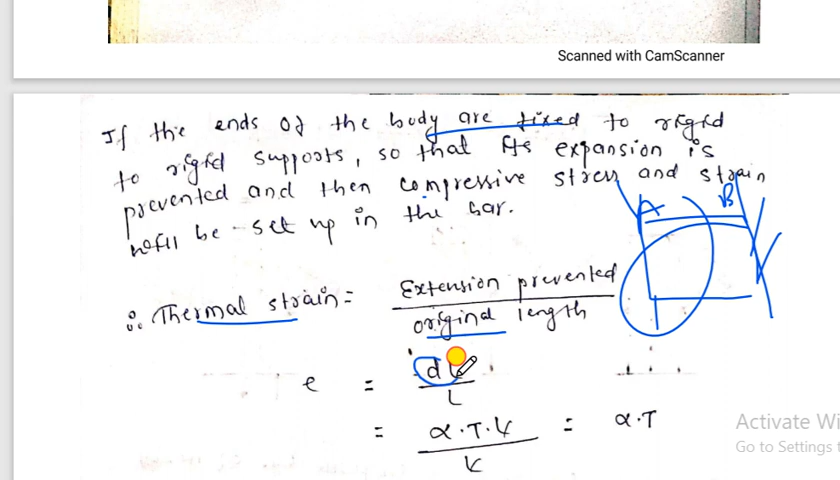 Scanned with CamScanner
If the ends of the body are fixed to rigid
to rigid supports, so that its expansion is
prevented and then compressive stress and strain
will be set up in the bar.
A B
∴ Thermal strain = Extension prevented
original length
e = dL
L
= α.T.L = α.T
L
Activate Wi
Go to Settings t